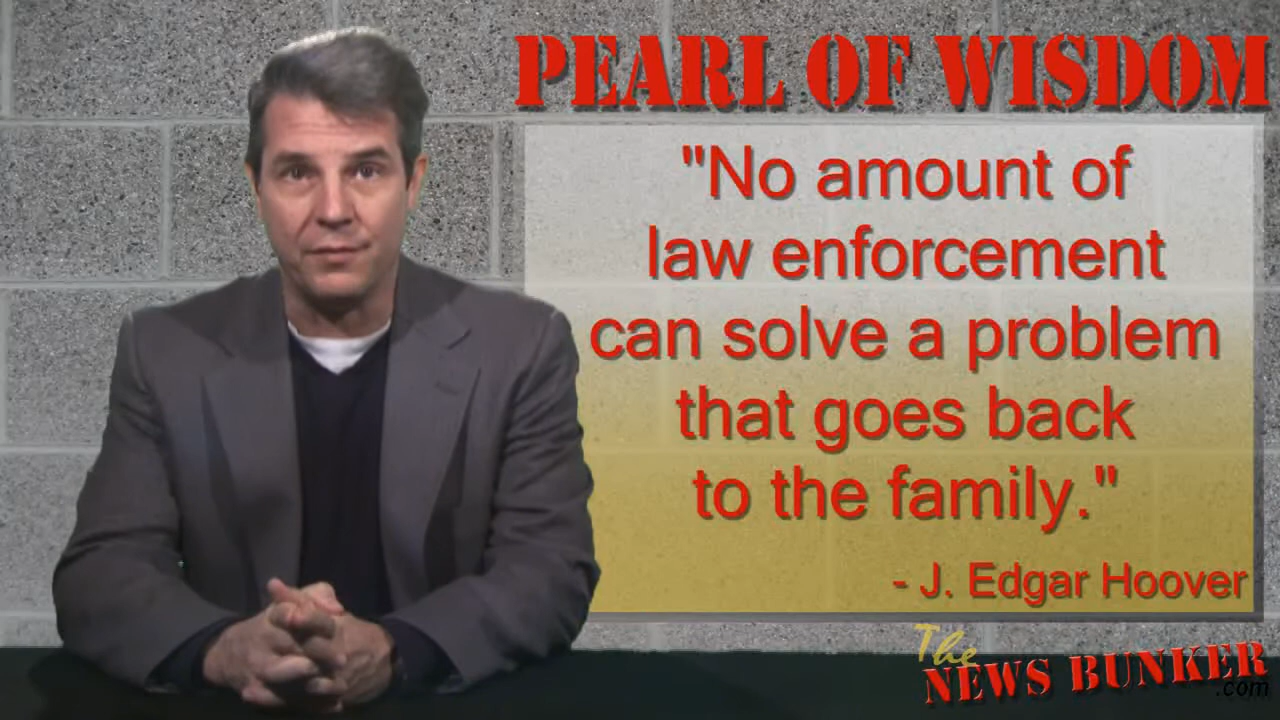 PEARL OF WISDOM
"No amount of
law enforcement
can solve a problem
that goes back
to the family."
- J. Edgar Hoover
The
NEWS BUNKER
.com